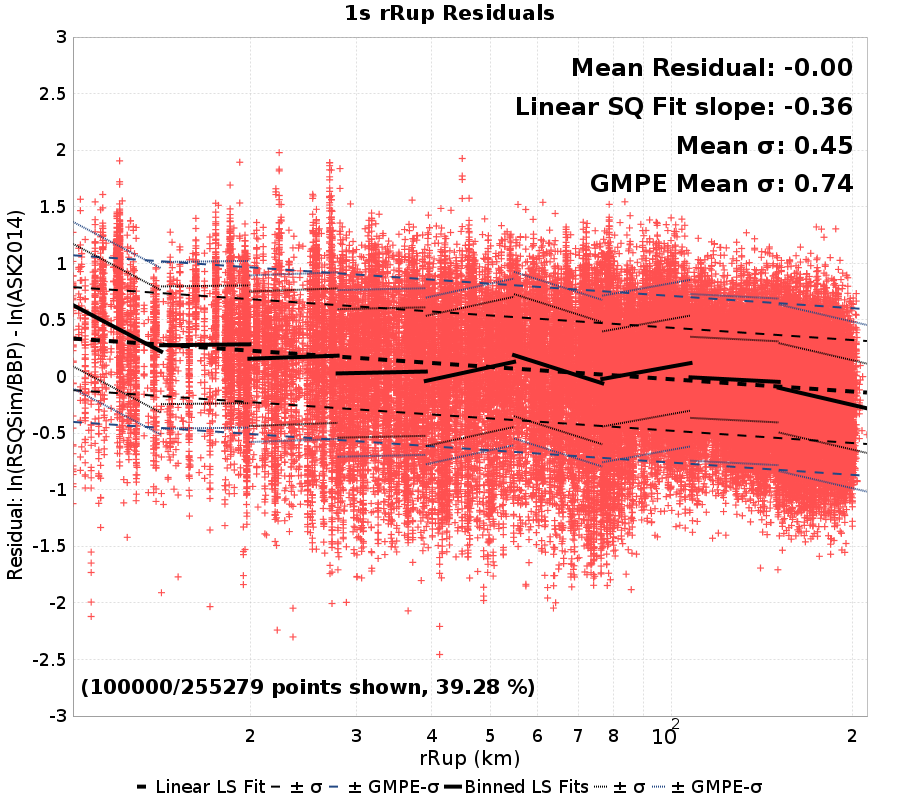 1s rRup Residuals
Mean Residual: -0.00
Linear SQ Fit slope: -0.36
Mean σ: 0.45
GMPE Mean σ: 0.74
3
2.5
2
1.5
1
0.5
0
-0.5
-1
-1.5
-2
-2.5
-3
Residual: ln(RSQSim/BBP) - ln(ASK2014)
(100000/255279 points shown, 39.28 %)
2 3 4 5 6 7 8 10² 2
rRup (km)
Linear LS Fit ± σ ± GMPE-σ Binned LS Fits ± σ ± GMPE-σ